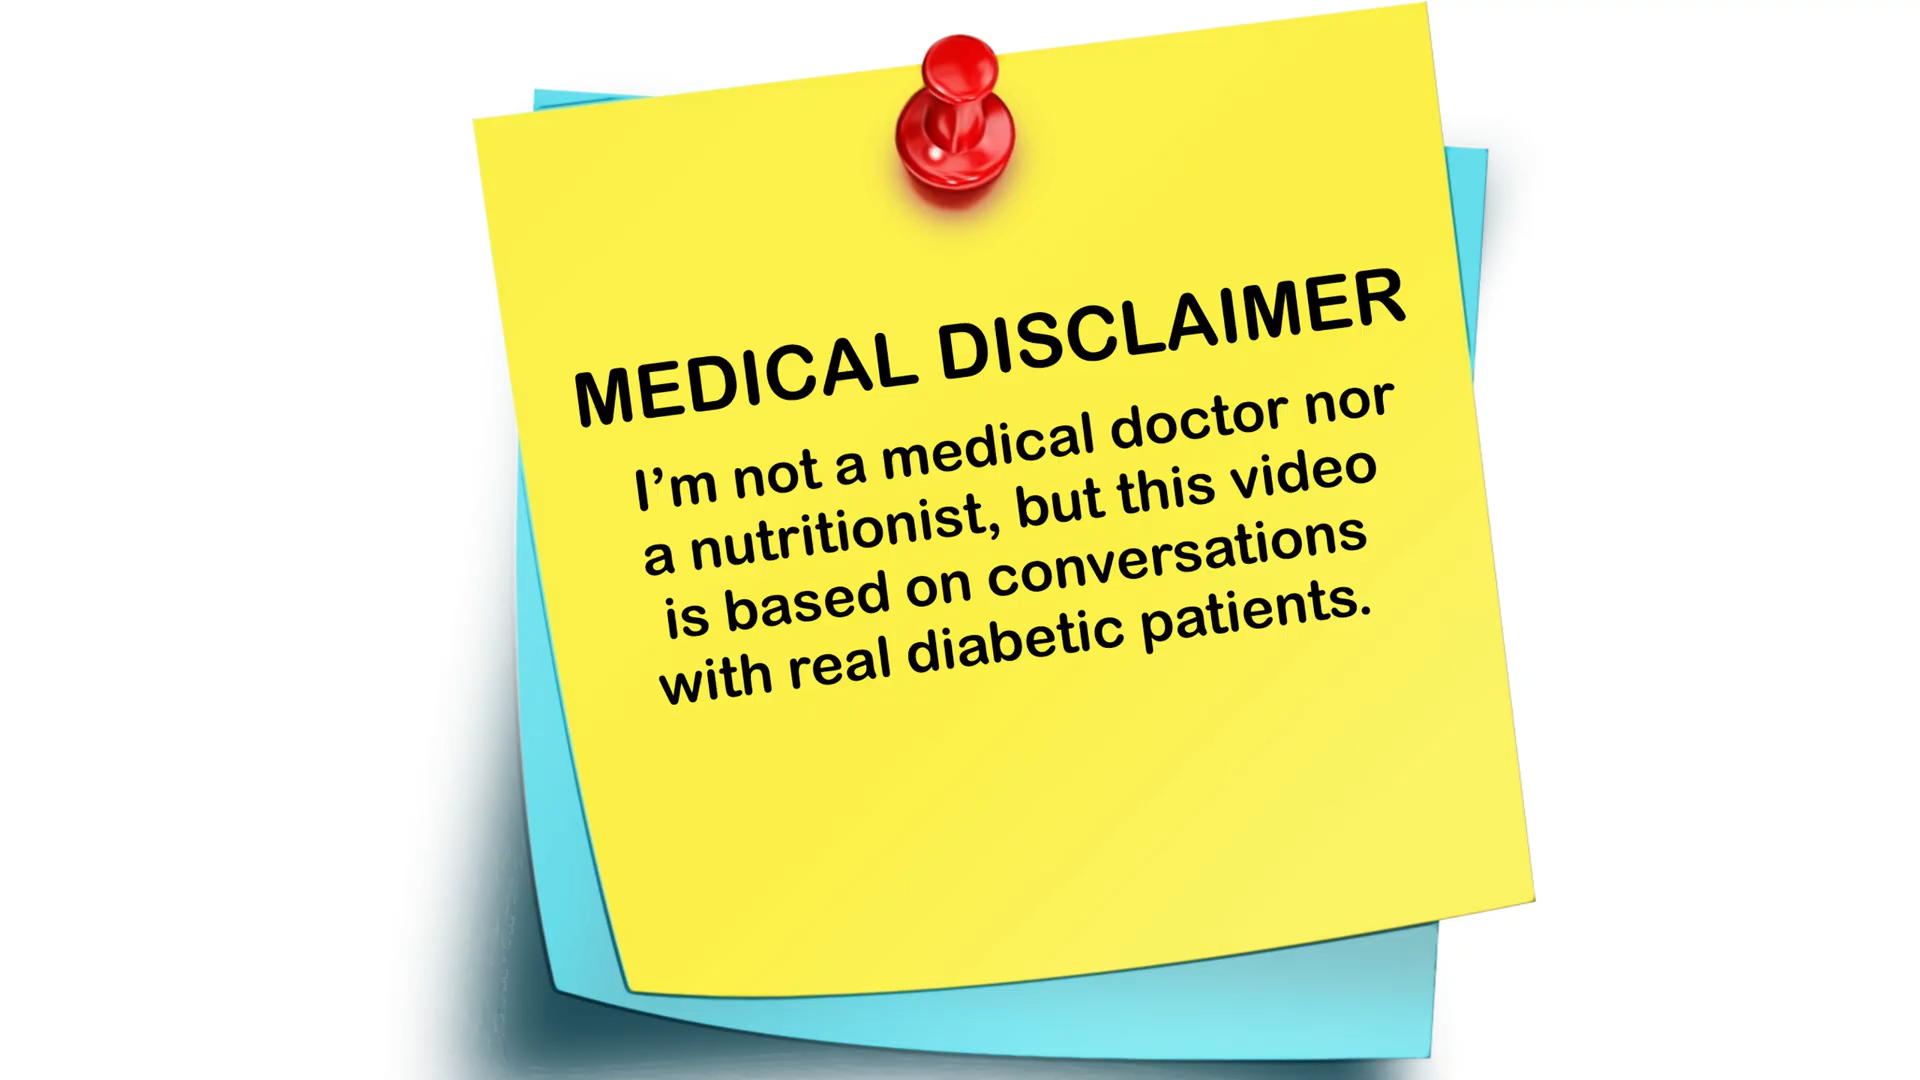 MEDICAL DISCLAIMER
I'm not a medical doctor nor
a nutritionist, but this video
is based on conversations
with real diabetic patients.